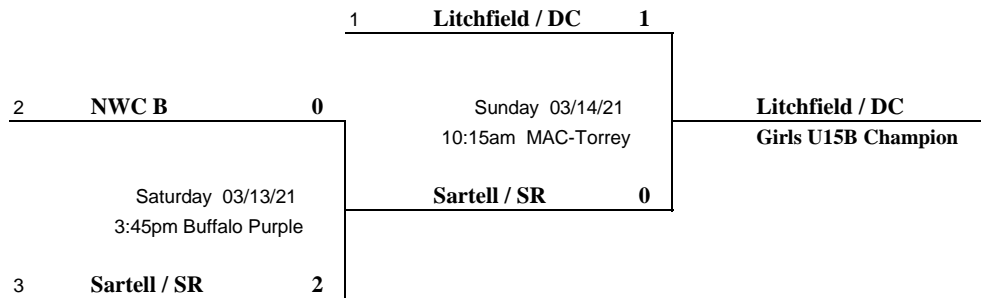 1 Litchfield / DC 1
2 NWC B 0
Sunday 03/14/21
Litchfield / DC
10:15am MAC-Torrey
Girls U15B Champion
Saturday 03/13/21
Sartell / SR 0
3:45pm Buffalo Purple
3 Sartell / SR 2